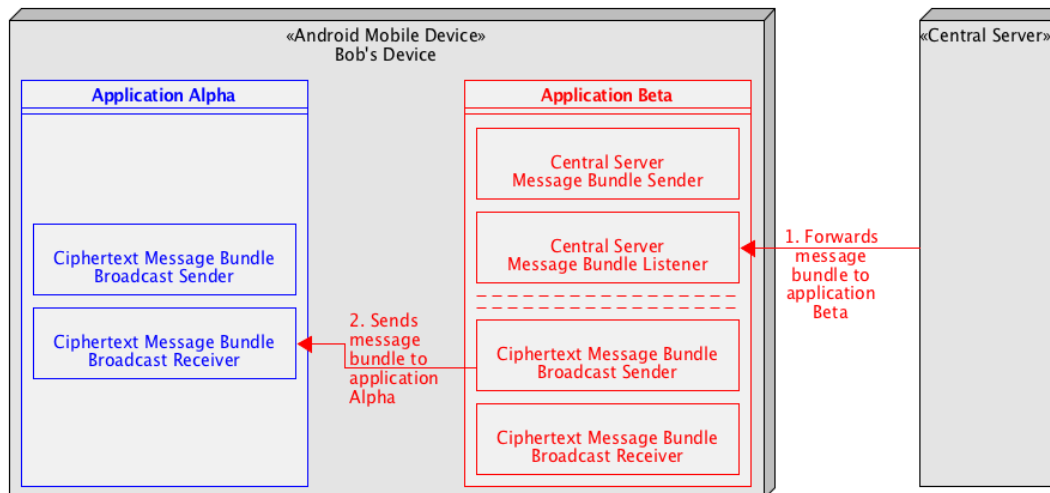 «Android Mobile Device»
Bob's Device
«Central Server»
Application Alpha
Ciphertext Message Bundle
Broadcast Sender
Ciphertext Message Bundle
Broadcast Receiver
2. Sends
message
bundle to
application
Alpha
Application Beta
Central Server
Message Bundle Sender
Central Server
Message Bundle Listener
Ciphertext Message Bundle
Broadcast Sender
Ciphertext Message Bundle
Broadcast Receiver
1. Forwards
message
bundle to
application
Beta